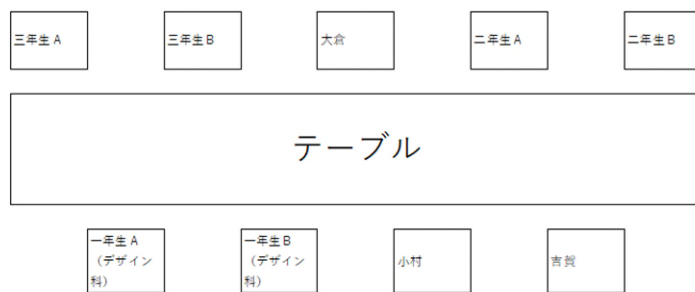 三年生A
三年生B
大倉
二年生A
二年生B
テーブル
一年生A
（デザイン
科）
一年生B
（デザイン
科）
小村
吉賀